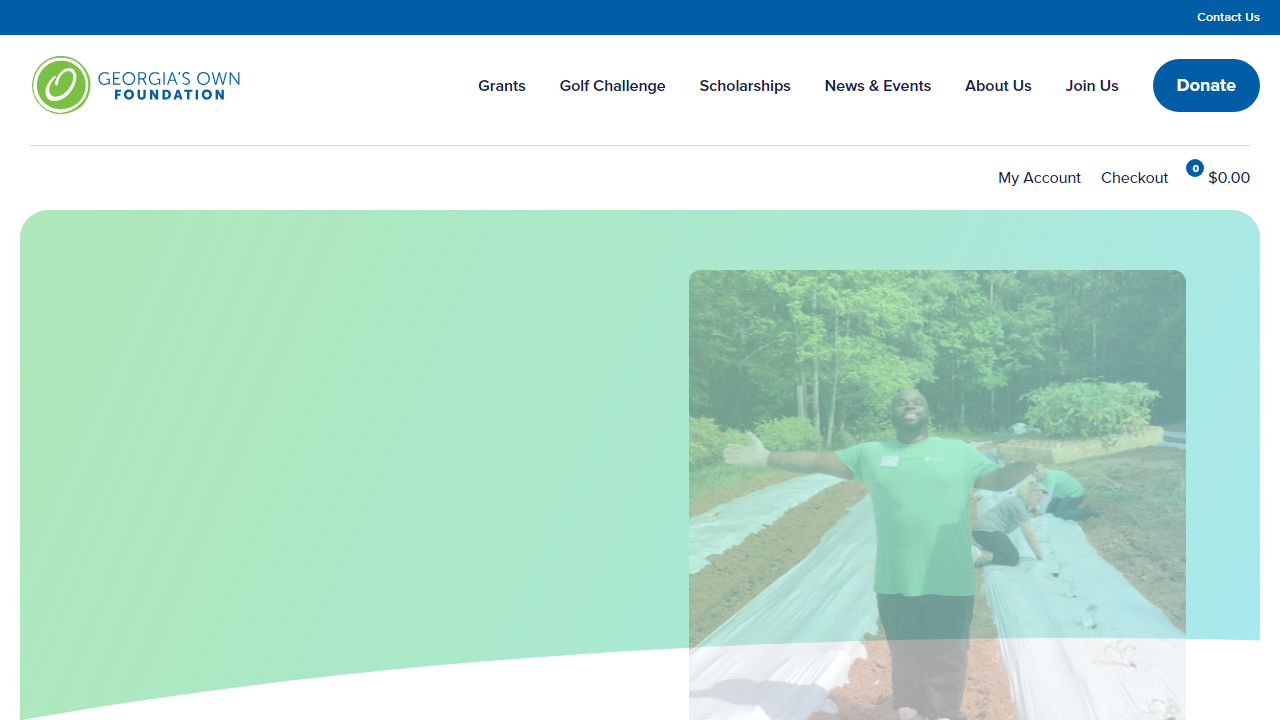 Contact Us
GEORGIA'S OWN
FOUNDATION
Grants
Golf Challenge
Scholarships
News & Events
About Us
Join Us
Donate
My Account
Checkout
0
$0.00